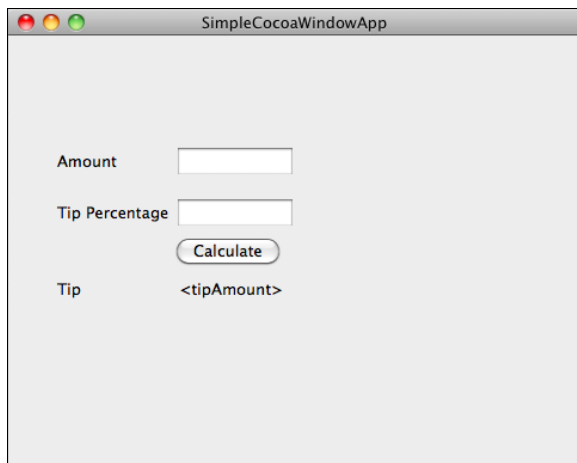 SimpleCocoaWindowApp
Amount
Tip Percentage
Calculate
Tip <tipAmount>